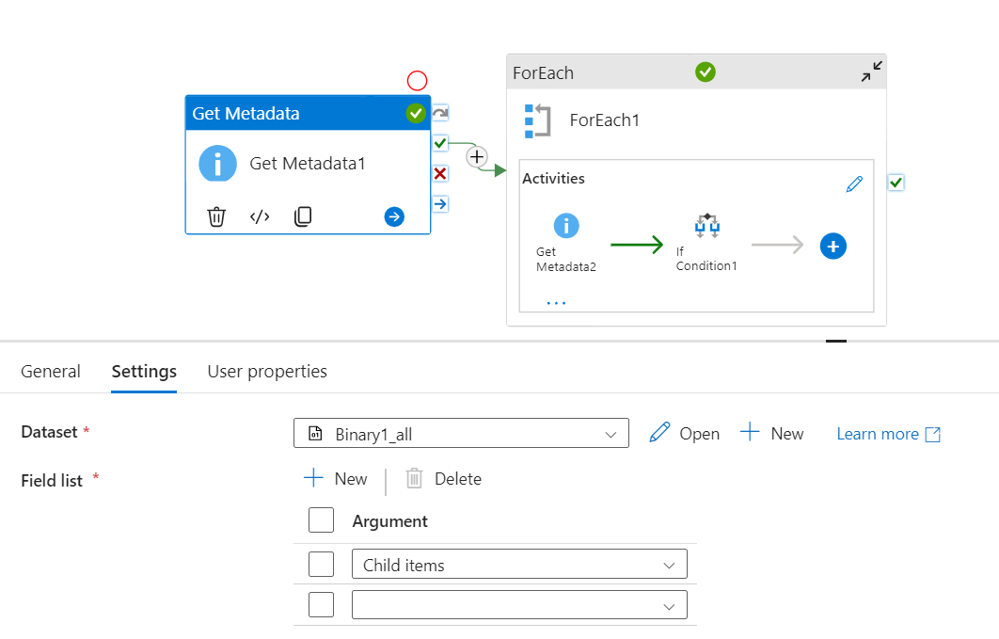 Get Metadata
Get Metadata1
ForEach
ForEach1
Activities
Get
Metadata2
If
Condition1
...
General
Settings
User properties
Dataset *
Binary1_all
Open
New
Learn more
Field list *
New
Delete
Argument
Child items